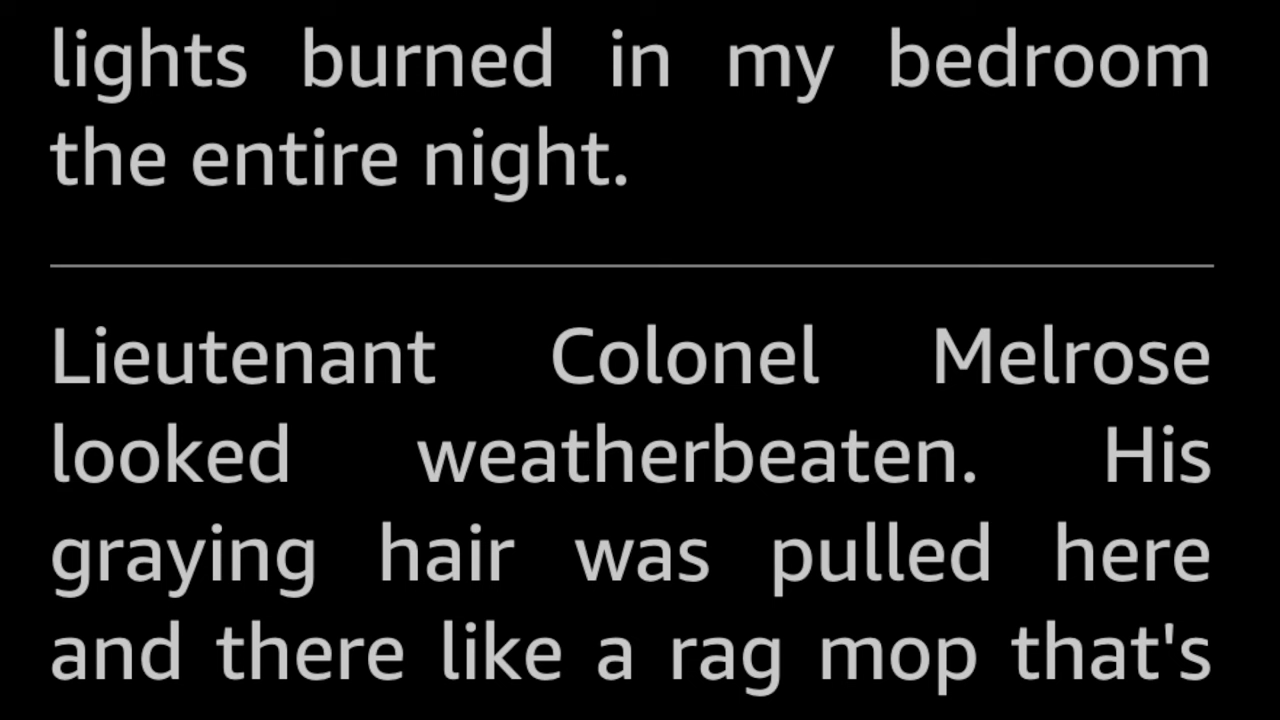 lights burned in my bedroom
the entire night.
Lieutenant Colonel Melrose
looked weatherbeaten. His
graying hair was pulled here
and there like a rag mop that's